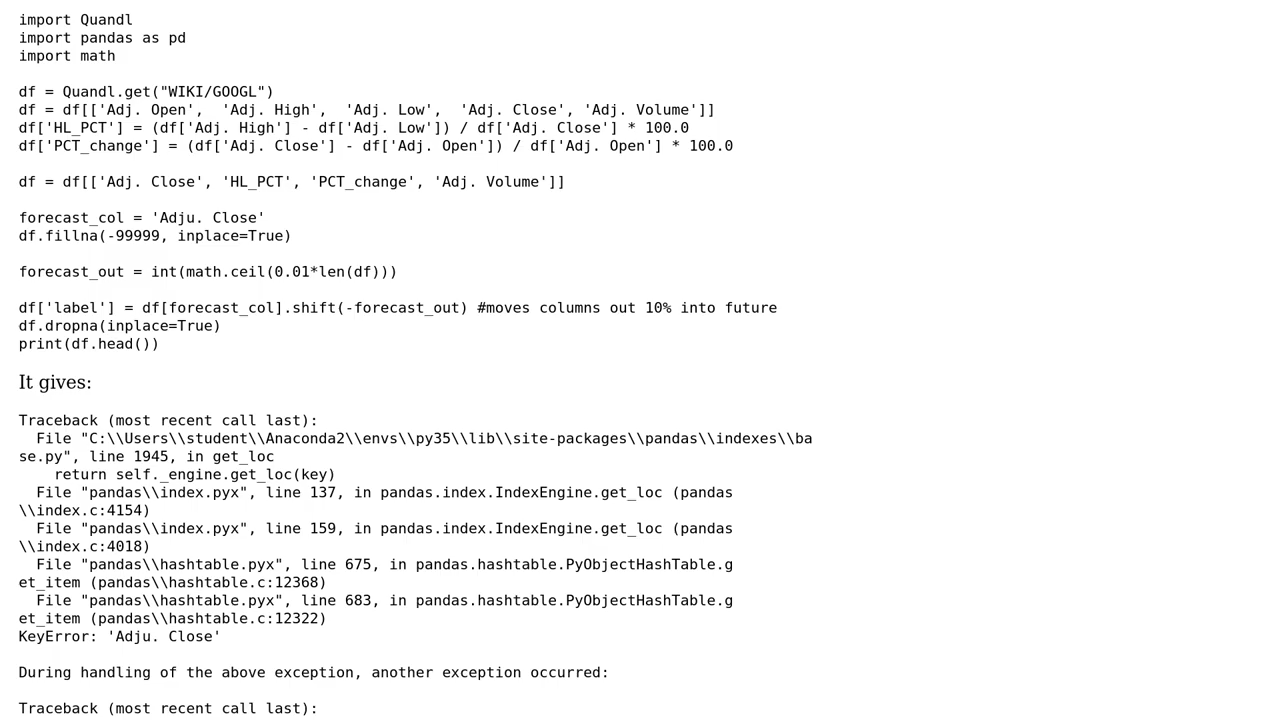 import Quandl
import pandas as pd
import math
df = Quandl.get("WIKI/GOOGL")
df = df[['Adj. Open',  'Adj. High',  'Adj. Low',  'Adj. Close', 'Adj. Volume']]
df['HL_PCT'] = (df['Adj. High'] - df['Adj. Low']) / df['Adj. Close'] * 100.0
df['PCT_change'] = (df['Adj. Close'] - df['Adj. Open']) / df['Adj. Open'] * 100.0
df = df[['Adj. Close', 'HL_PCT', 'PCT_change', 'Adj. Volume']]
forecast_col = 'Adju. Close'
df.fillna(-99999, inplace=True)
forecast_out = int(math.ceil(0.01*len(df)))
df['label'] = df[forecast_col].shift(-forecast_out) #moves columns out 10% into future
df.dropna(inplace=True)
print(df.head())
It gives:
Traceback (most recent call last):
  File "C:\\Users\\student\\Anaconda2\\envs\\py35\\lib\\site-packages\\pandas\\indexes\\ba
se.py", line 1945, in get_loc
    return self._engine.get_loc(key)
  File "pandas\\index.pyx", line 137, in pandas.index.IndexEngine.get_loc (pandas
\\index.c:4154)
  File "pandas\\index.pyx", line 159, in pandas.index.IndexEngine.get_loc (pandas
\\index.c:4018)
  File "pandas\\hashtable.pyx", line 675, in pandas.hashtable.PyObjectHashTable.g
et_item (pandas\\hashtable.c:12368)
  File "pandas\\hashtable.pyx", line 683, in pandas.hashtable.PyObjectHashTable.g
et_item (pandas\\hashtable.c:12322)
KeyError: 'Adju. Close'
During handling of the above exception, another exception occurred:
Traceback (most recent call last):